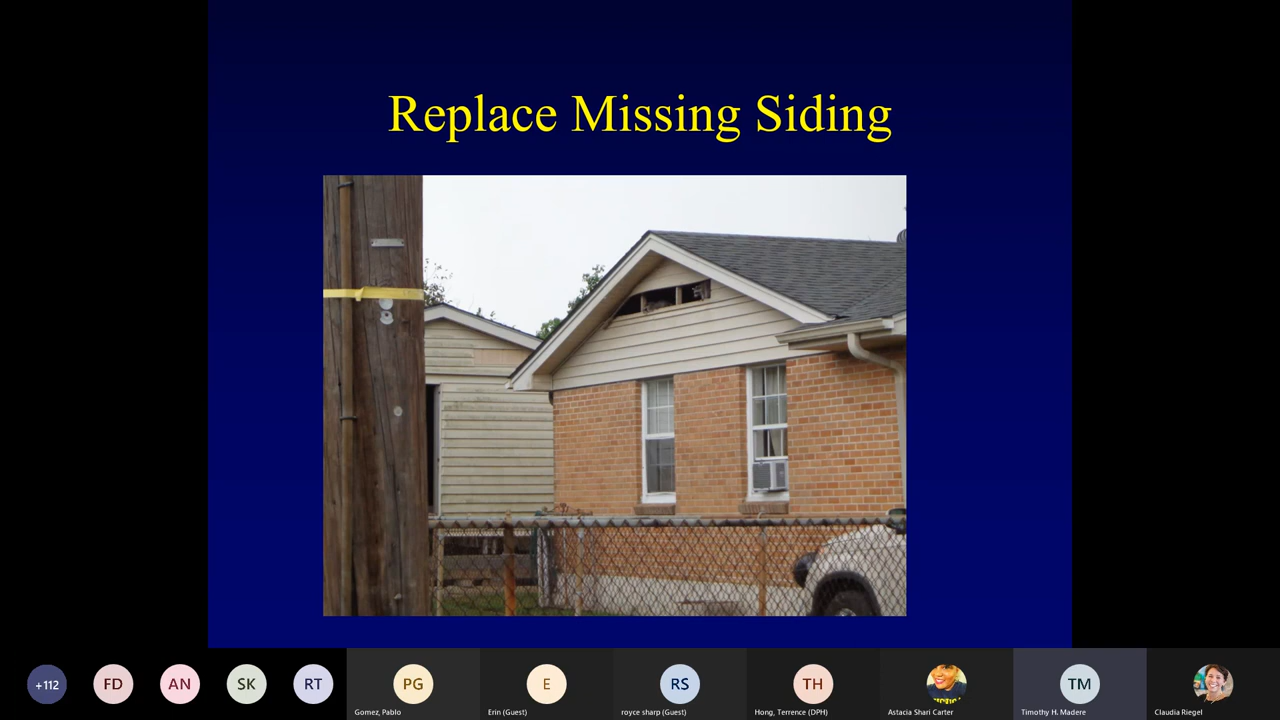 Replace Missing Siding
+112
FD
AN
SK
RT
PG
E
RS
TH
TM
Gomez, Pablo
Erin (Guest)
royce sharp (Guest)
Hong, Terrence (DPH)
Astacia Shari Carter
Timothy H. Madere
Claudia Riegel